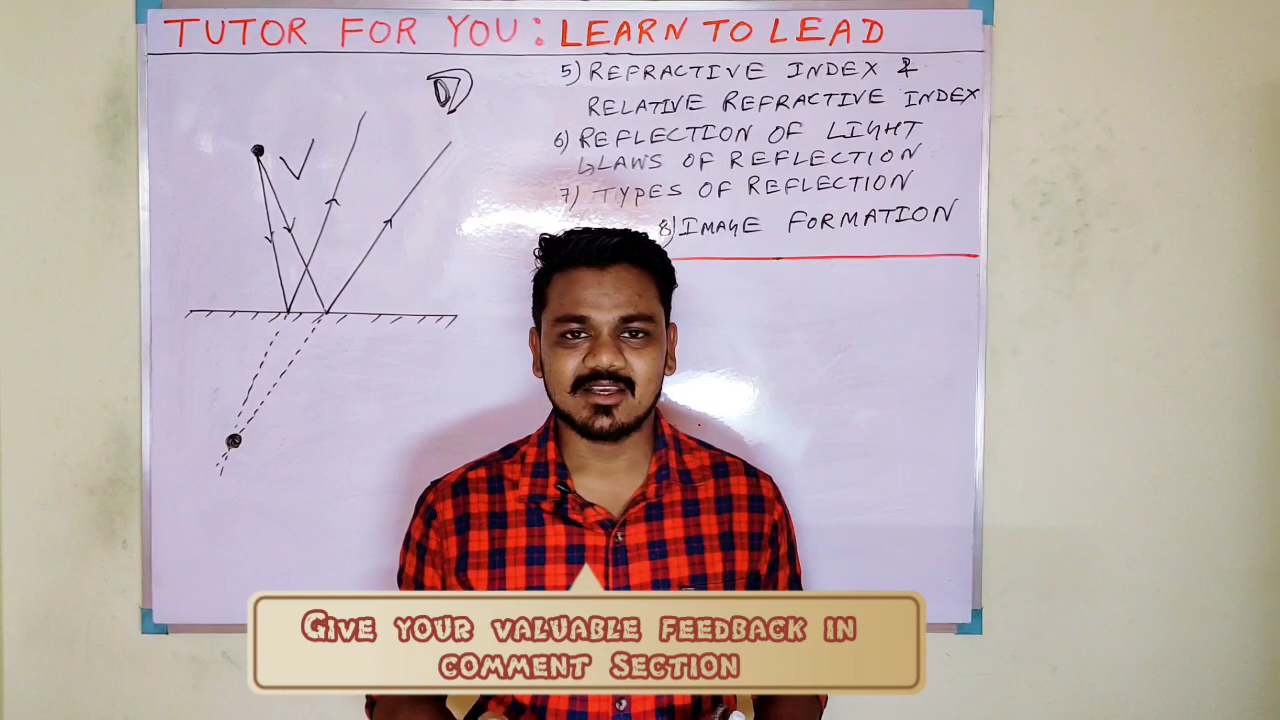 TUTOR FOR YOU: LEARN TO LEAD
5) REFRACTIVE INDEX &
RELATIVE REFRACTIVE INDEX
6) REFLECTION OF LIGHT
↳ LAWS OF REFLECTION
7) TYPES OF REFLECTION
8) IMAGE FORMATION
GIVE YOUR VALUABLE FEEDBACK IN
COMMENT SECTION